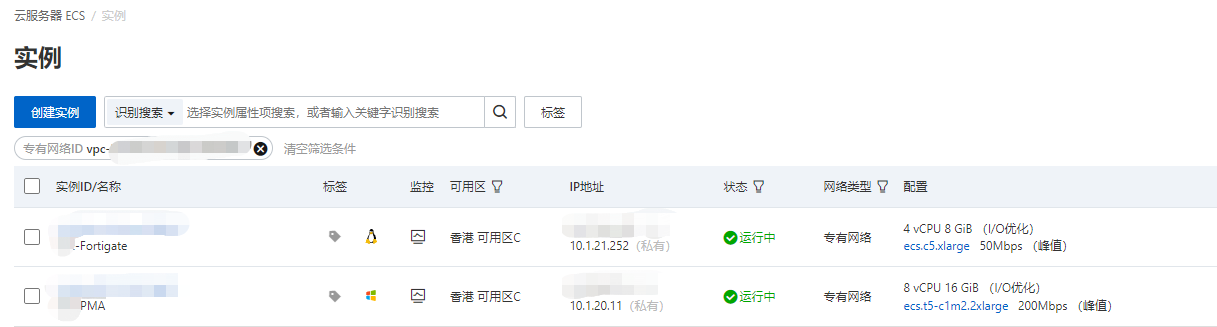 云服务器 ECS / 实例
实例
创建实例 识别搜索 选择实例属性项搜索，或者输入关键字识别搜索 标签
专有网络ID vpc- 清空筛选条件
实例ID/名称 标签 监控 可用区 IP地址 状态 网络类型 配置
-Fortigate 香港 可用区C 10.1.21.252（私有） 运行中 专有网络 4 vCPU 8 GiB （I/O优化）
ecs.c5.xlarge 50Mbps （峰值）
PMA 香港 可用区C 10.1.20.11（私有） 运行中 专有网络 8 vCPU 16 GiB （I/O优化）
ecs.t5-c1m2.2xlarge 200Mbps （峰值）